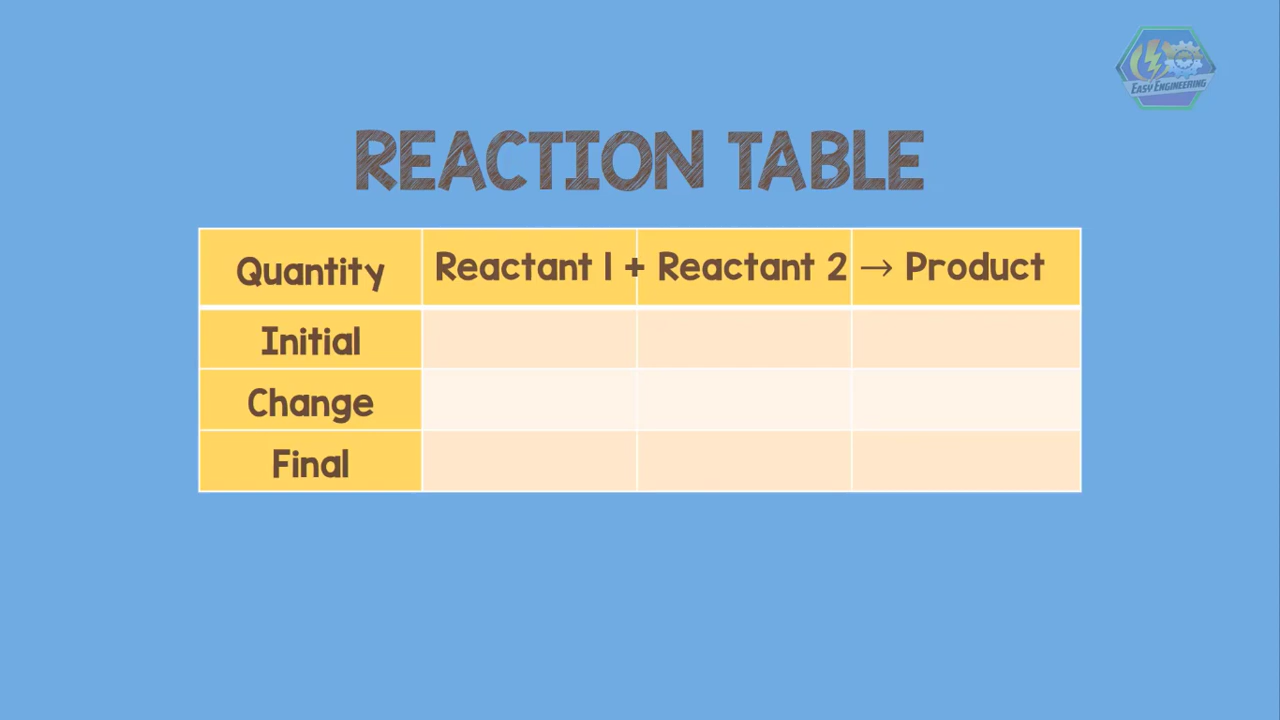 EASY ENGINEERING
REACTION TABLE
Quantity Reactant 1 + Reactant 2 → Product
Initial
Change
Final